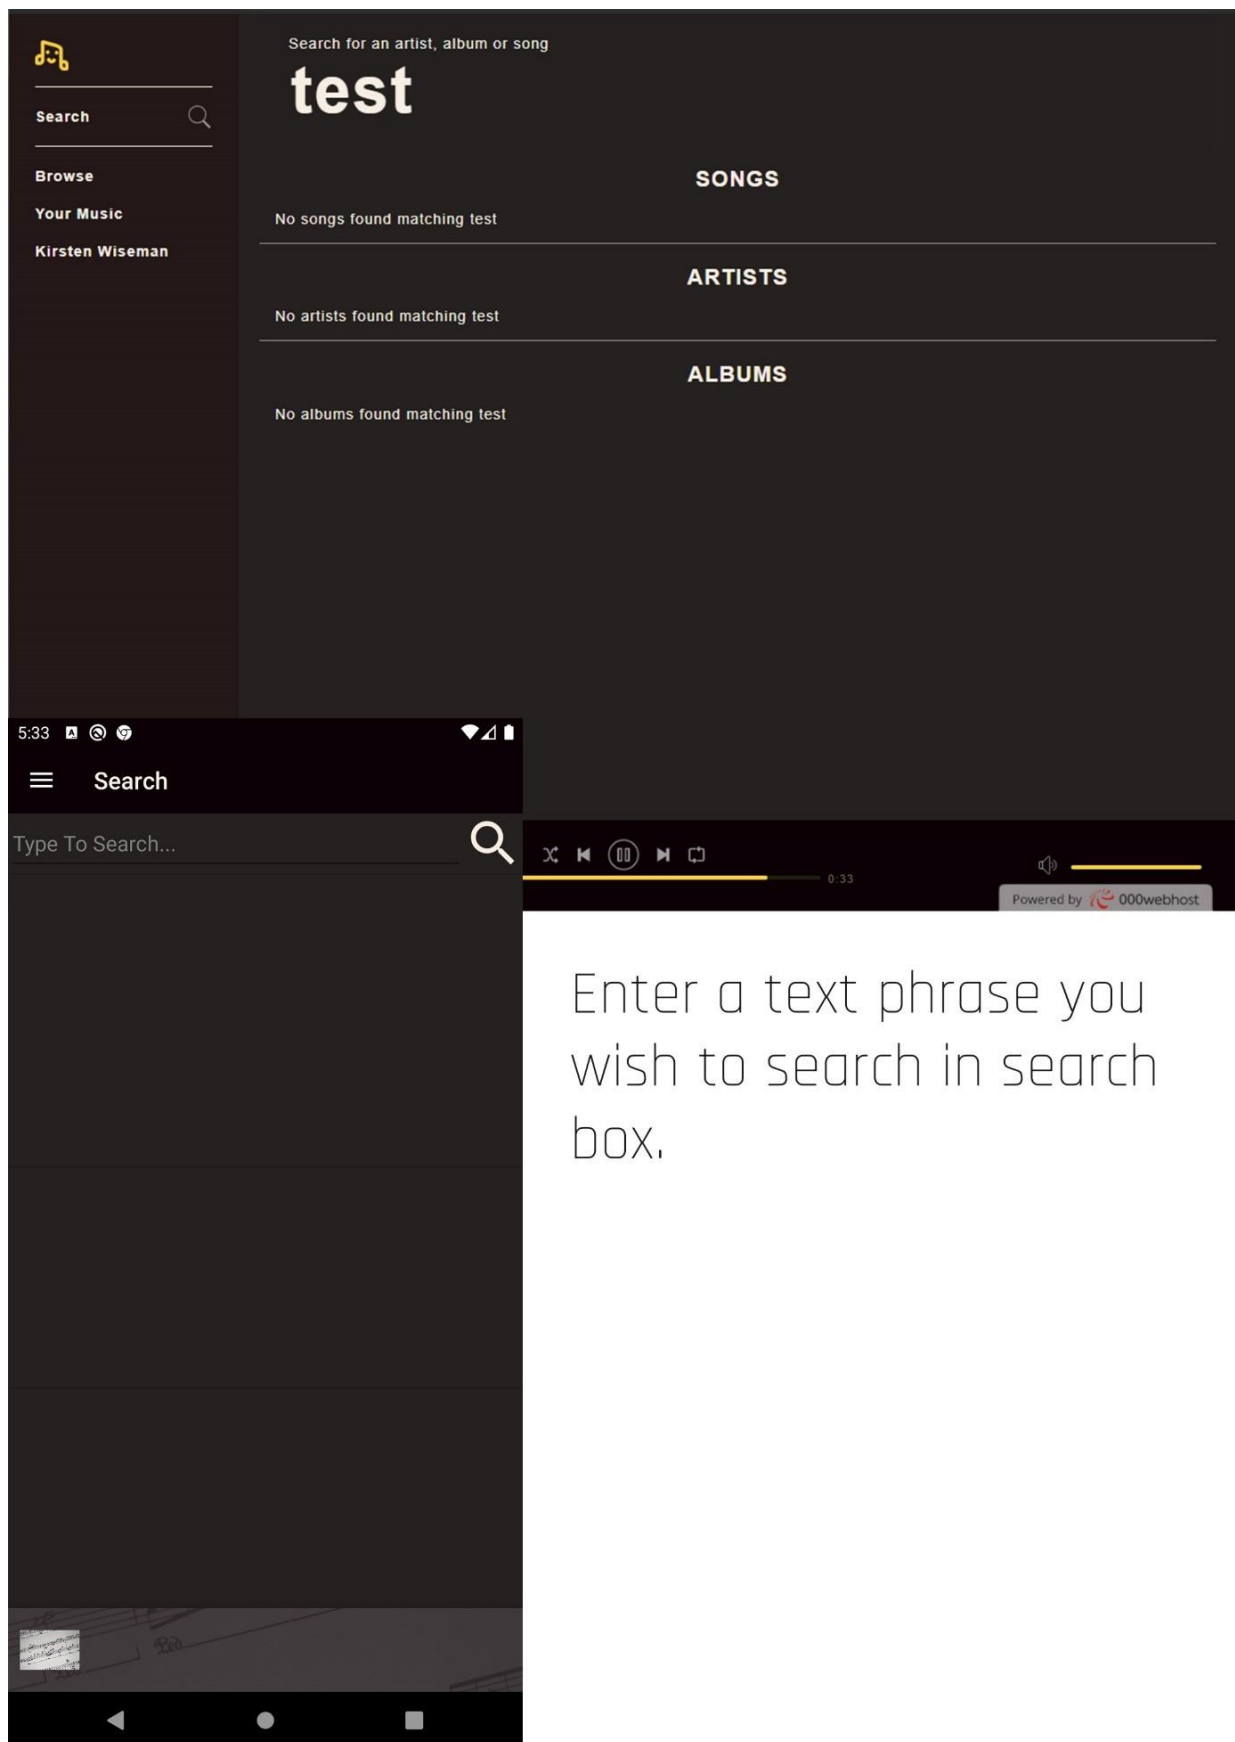 Search for an artist, album or song
test
Search
Browse
Your Music
Kirsten Wiseman
SONGS
No songs found matching test
ARTISTS
No artists found matching test
ALBUMS
No albums found matching test
5:33
Search
Type To Search...
0:33
Powered by 000webhost
Enter a text phrase you
wish to search in search
box.
Ped